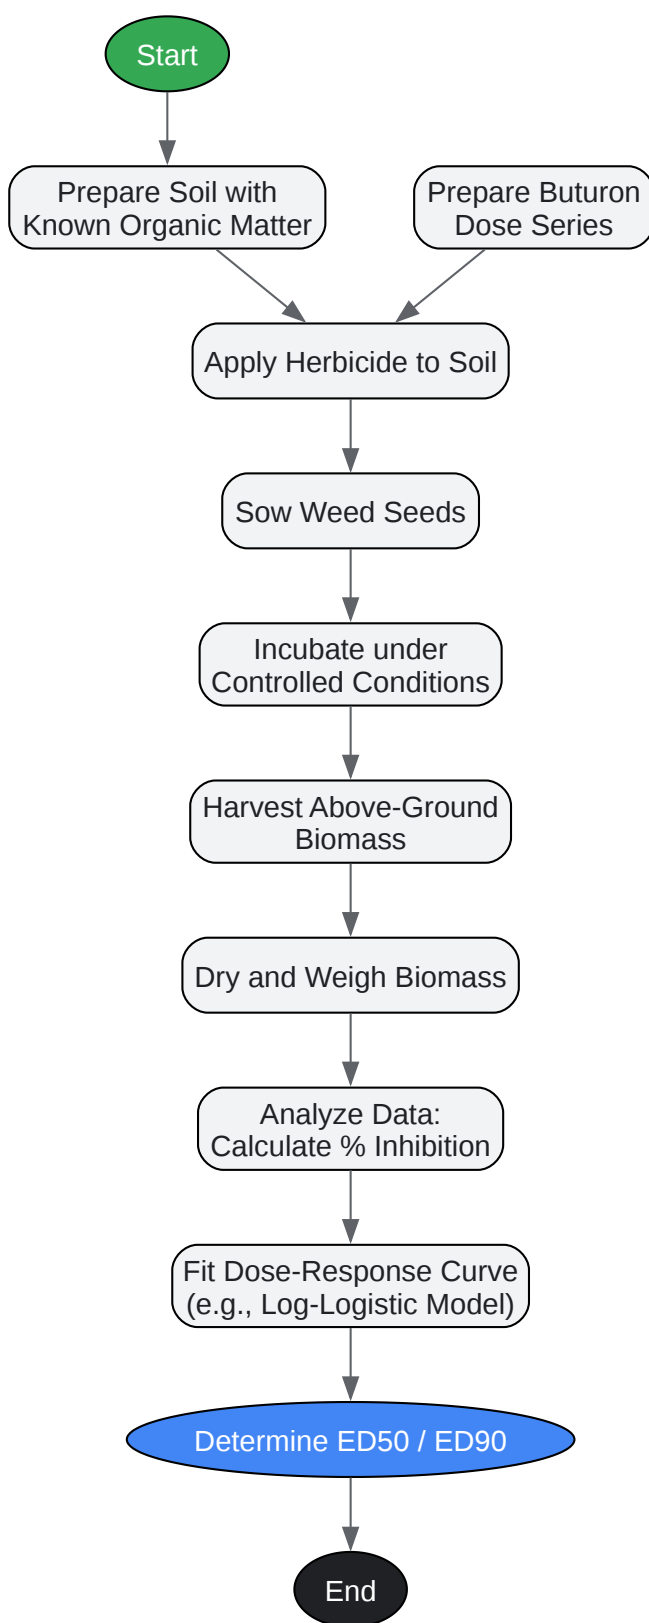 Start
Prepare Soil with
Known Organic Matter
Prepare Buturon
Dose Series
Apply Herbicide to Soil
Sow Weed Seeds
Incubate under
Controlled Conditions
Harvest Above-Ground
Biomass
Dry and Weigh Biomass
Analyze Data:
Calculate % Inhibition
Fit Dose-Response Curve
(e.g., Log-Logistic Model)
Determine ED50 / ED90
End